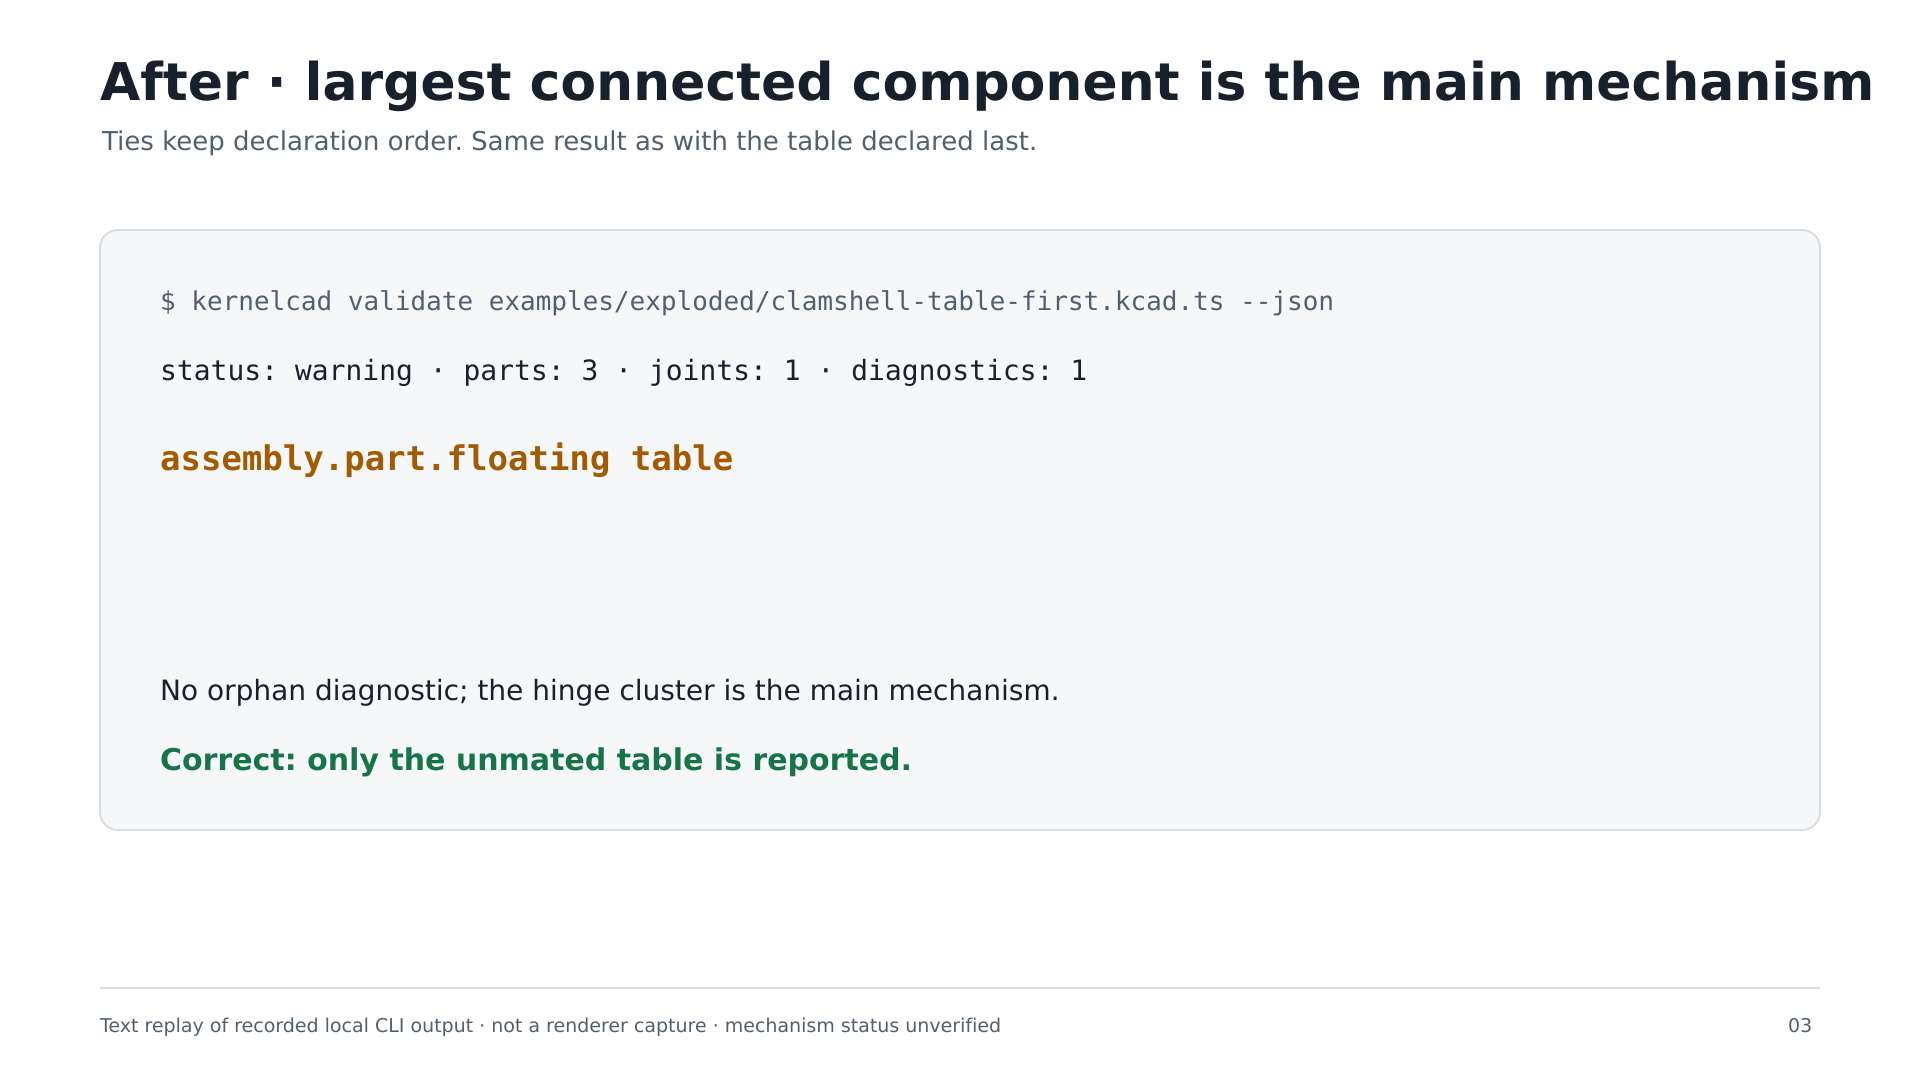 After · largest connected component is the main mechanism
Ties keep declaration order. Same result as with the table declared last.
$ kernelcad validate examples/exploded/clamshell-table-first.kcad.ts --json
status: warning · parts: 3 · joints: 1 · diagnostics: 1
assembly.part.floating table
No orphan diagnostic; the hinge cluster is the main mechanism.
Correct: only the unmated table is reported.
Text replay of recorded local CLI output · not a renderer capture · mechanism status unverified
03